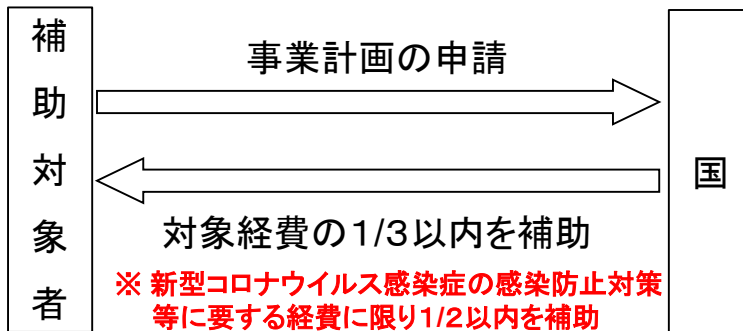 補助対象者
事業計画の申請
国
対象経費の1/3以内を補助
※ 新型コロナウイルス感染症の感染防止対策
等に要する経費に限り1/2以内を補助